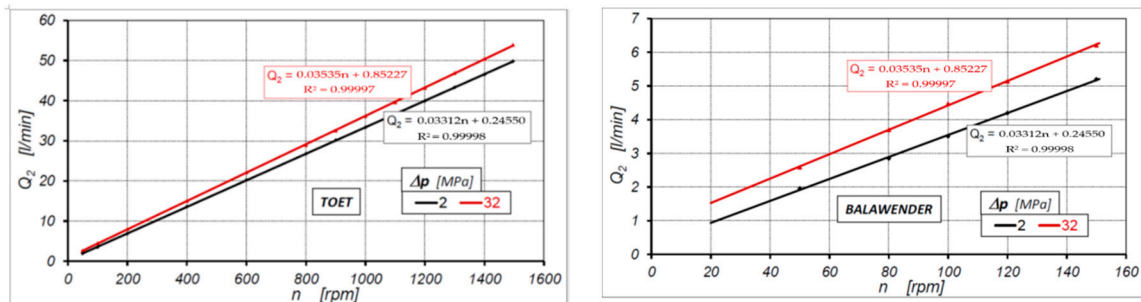 60
50
40
30
20
10
0
Q2 [l/min]
Q2 = 0.03535n + 0.85227
R² = 0.99997
Q2 = 0.03312n + 0.24550
R² = 0.99998
Δp [MPa]
2 32
TOET
0 200 400 600 800 1000 1200 1400 1600
n [rpm]
7
6
5
4
3
2
1
0
Q2 [l/min]
Q2 = 0.03535n + 0.85227
R² = 0.99997
Q2 = 0.03312n + 0.24550
R² = 0.99998
Δp [MPa]
2 32
BALAWENDER
0 20 40 60 80 100 120 140 160
n [rpm]